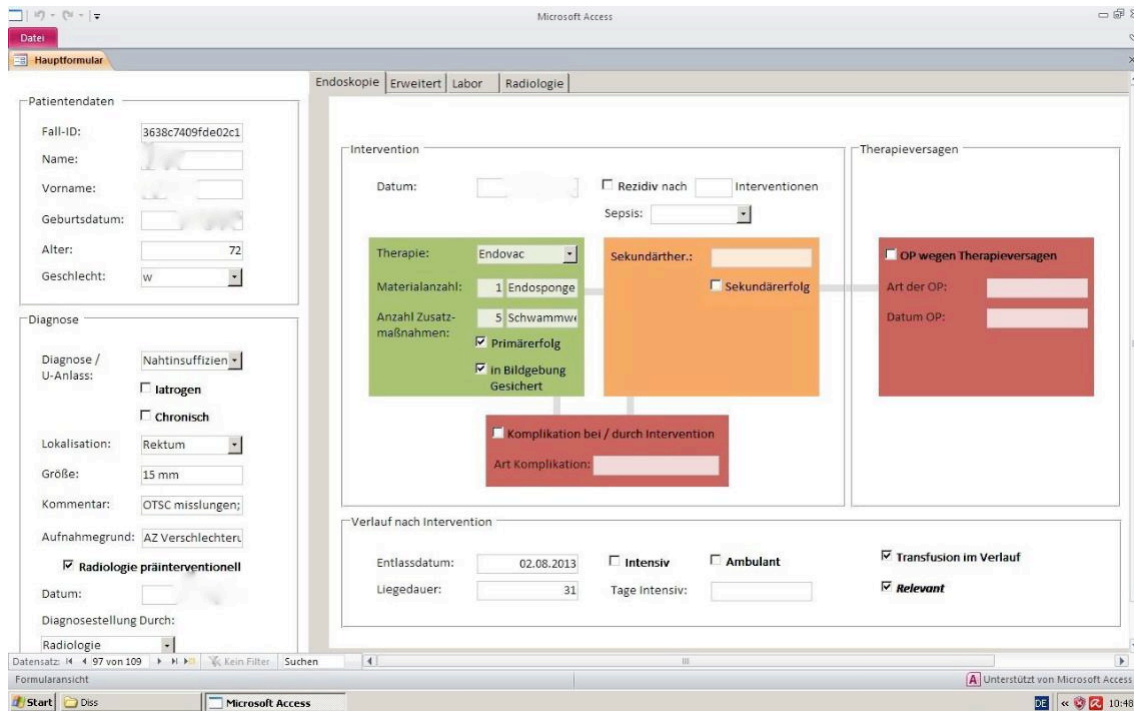 Microsoft Access
Datei
Hauptformular
Endoskopie Erweitert Labor Radiologie
Patientendaten
Fall-ID: 3638c7409fde02c1
Name:
Vorname:
Geburtsdatum:
Alter: 72
Geschlecht: w
Diagnose
Diagnose / Nahtinsuffizien
U-Anlass:
Iatrogen
Chronisch
Lokalisation: Rektum
Größe: 15 mm
Kommentar: OTSC misslungen;
Aufnahmegrund: AZ Verschlechteru
Radiologie präinterventionell
Datum:
Diagnosestellung Durch:
Radiologie
Intervention
Datum: Rezidiv nach Interventionen
Sepsis:
Therapie: Endovac
Materialanzahl: 1 Endosponge
Anzahl Zusatz- 5 Schwammwe
maßnahmen:
Primärerfolg
in Bildgebung
Gesichert
Sekundärther.:
Sekundärerfolg
Komplikation bei / durch Intervention
Art Komplikation:
Therapieversagen
OP wegen Therapieversagen
Art der OP:
Datum OP:
Verlauf nach Intervention
Entlassdatum: 02.08.2013 Intensiv Ambulant Transfusion im Verlauf
Liegedauer: 31 Tage Intensiv: Relevant
Datensatz: 97 von 109 Kein Filter Suchen
Formularansicht Unterstützt von Microsoft Access
Start Diss Microsoft Access DE 10:48